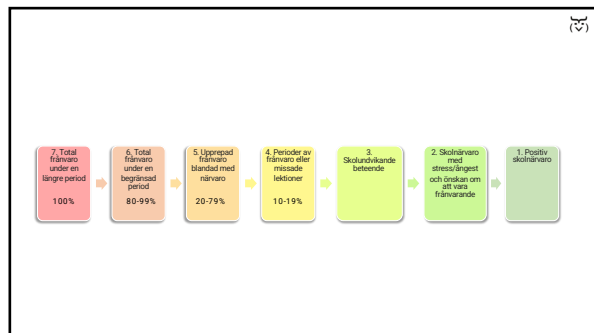 7. Total
frånvaro
under en
längre period
100%
6. Total
frånvaro
under en
begränsad
period
80-99%
5. Upprepad
frånvaro
blandad med
närvaro
20-79%
4. Perioder av
frånvaro eller
missade
lektioner
10-19%
3.
Skolundvikande
beteende
2. Skolnärvaro
med
stress/ångest
och önskan om
att vara
frånvarande
1. Positiv
skolnärvaro